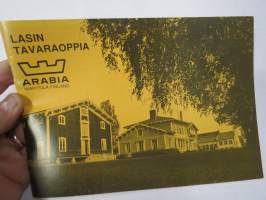 LASIN
TAVARAOPPIA
ARABIA
NUUTAJÄRVI FINLAND